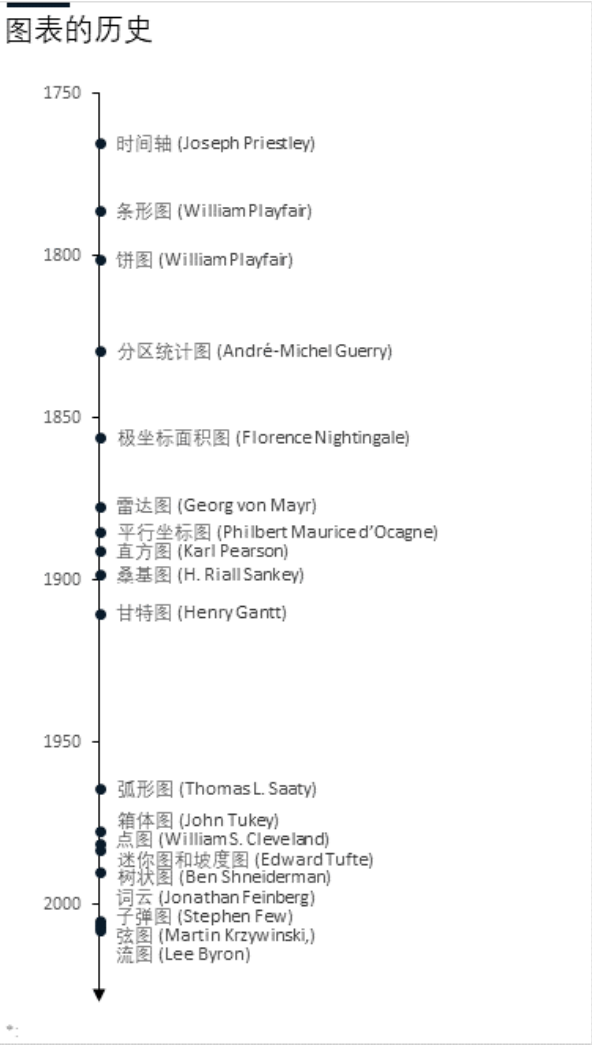 图表的历史
1750
时间轴 (Joseph Priestley)
条形图 (William Playfair)
1800
饼图 (William Playfair)
分区统计图 (André-Michel Guerry)
1850
极坐标面积图 (Florence Nightingale)
雷达图 (Georg von Mayr)
平行坐标图 (Philbert Maurice d’Ocagne)
直方图 (Karl Pearson)
1900
桑基图 (H. Riall Sankey)
甘特图 (Henry Gantt)
1950
弧形图 (Thomas L. Saaty)
箱体图 (John Tukey)
点图 (William S. Cleveland)
迷你图和坡度图 (Edward Tufte)
树状图 (Ben Shneiderman)
2000
词云 (Jonathan Feinberg)
子弹图 (Stephen Few)
弦图 (Martin Krzywinski,)
流图 (Lee Byron)
*: